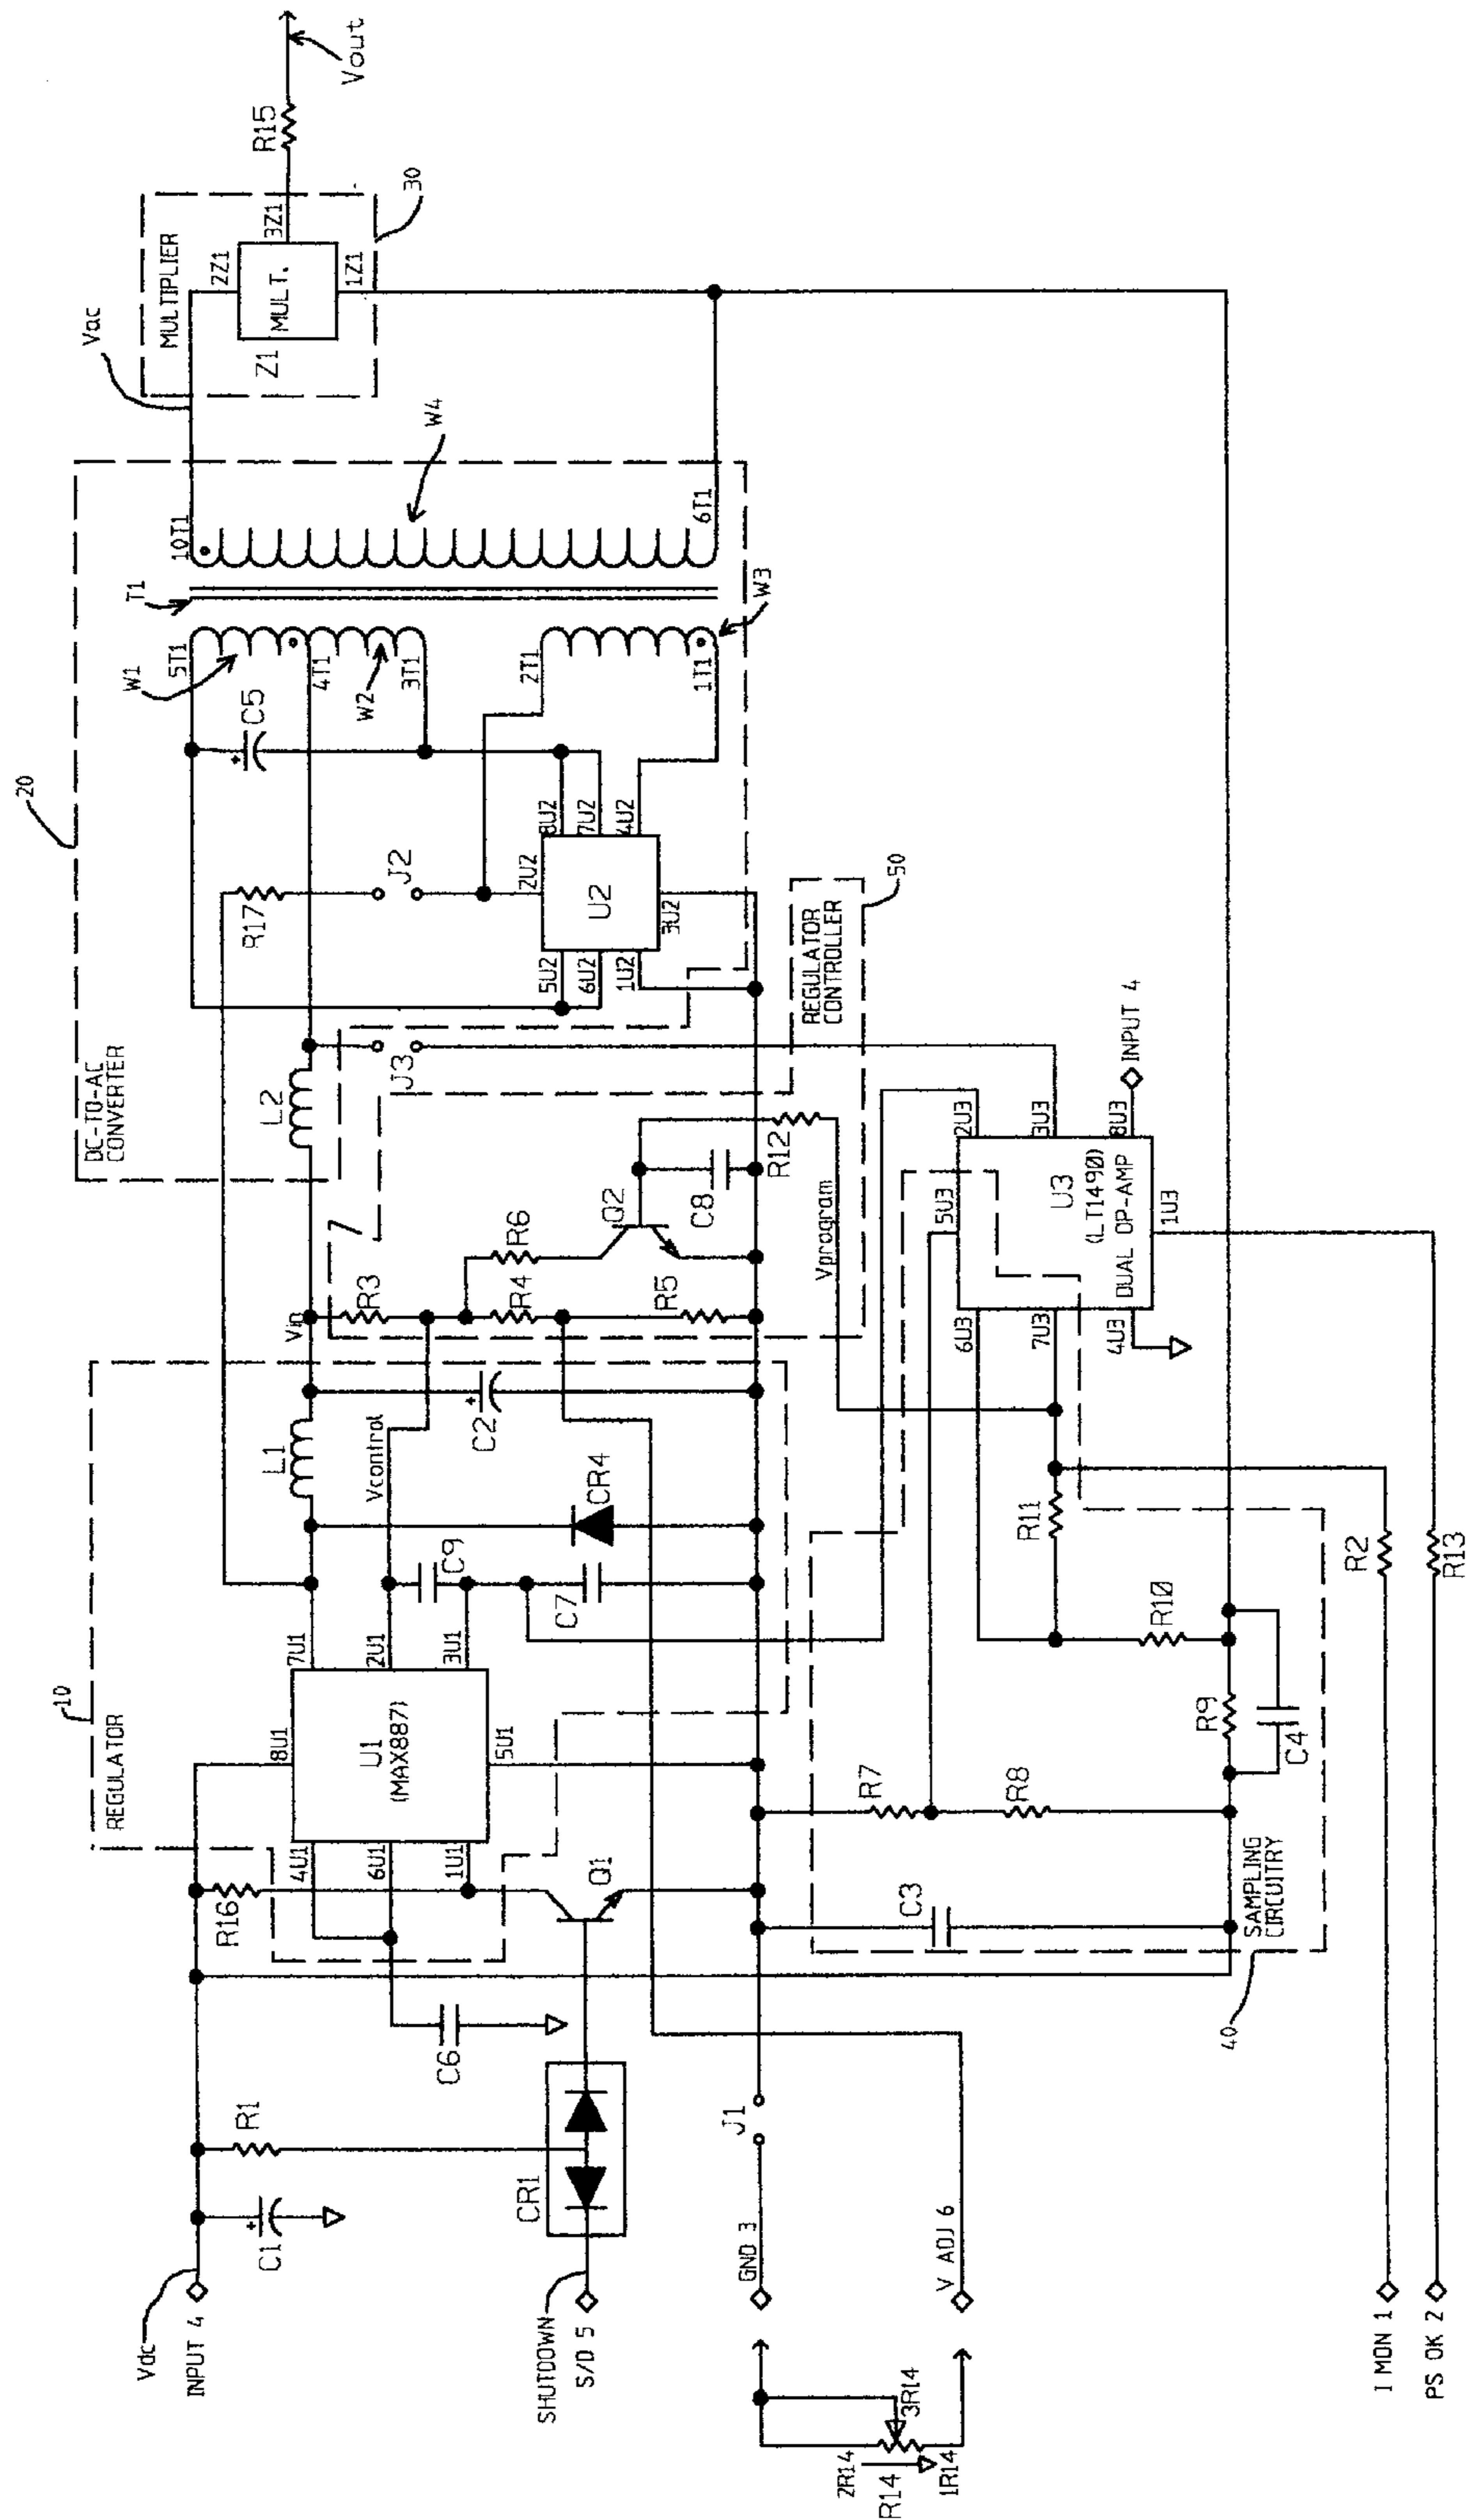 20
DC-TO-AC
CONVERTER
10
REGULATOR
Vdc
INPUT 4
C1
R1
R16
8U1
4U1
6U1
1U1
U1
(MAX887)
5U1
7U1
2U1
3U1
C6
Q1
SHUTDOWN
S/D 5
CR1
L1
Vcontrol
C9
C7
CR4
C2
Vin
R3
R4
R5
R6
Q2
C8
R12
L2
J3
R17
J2
REGULATOR
CONTROLLER
50
Vprogram
5U2
6U2
1U2
U2
2U2
3U2
8U2
7U2
4U2
C5
W1
5T1
4T1
W2
3T1
2T1
1T1
W3
T1
10T1
6T1
W4
Vac
MULTIPLIER
2Z1
Z1
MULT.
3Z1
1Z1
30
R15
Vout
GND 3
J1
V ADJ 6
2R14
R14
1R14
3R14
C3
R7
R8
R9
C4
R10
R11
SAMPLING
CIRCUITRY
40
6U3
7U3
4U3
5U3
U3
(LT1490)
DUAL OP-AMP
2U3
3U3
8U3
1U3
INPUT 4
R2
R13
I MON 1
PS OK 2